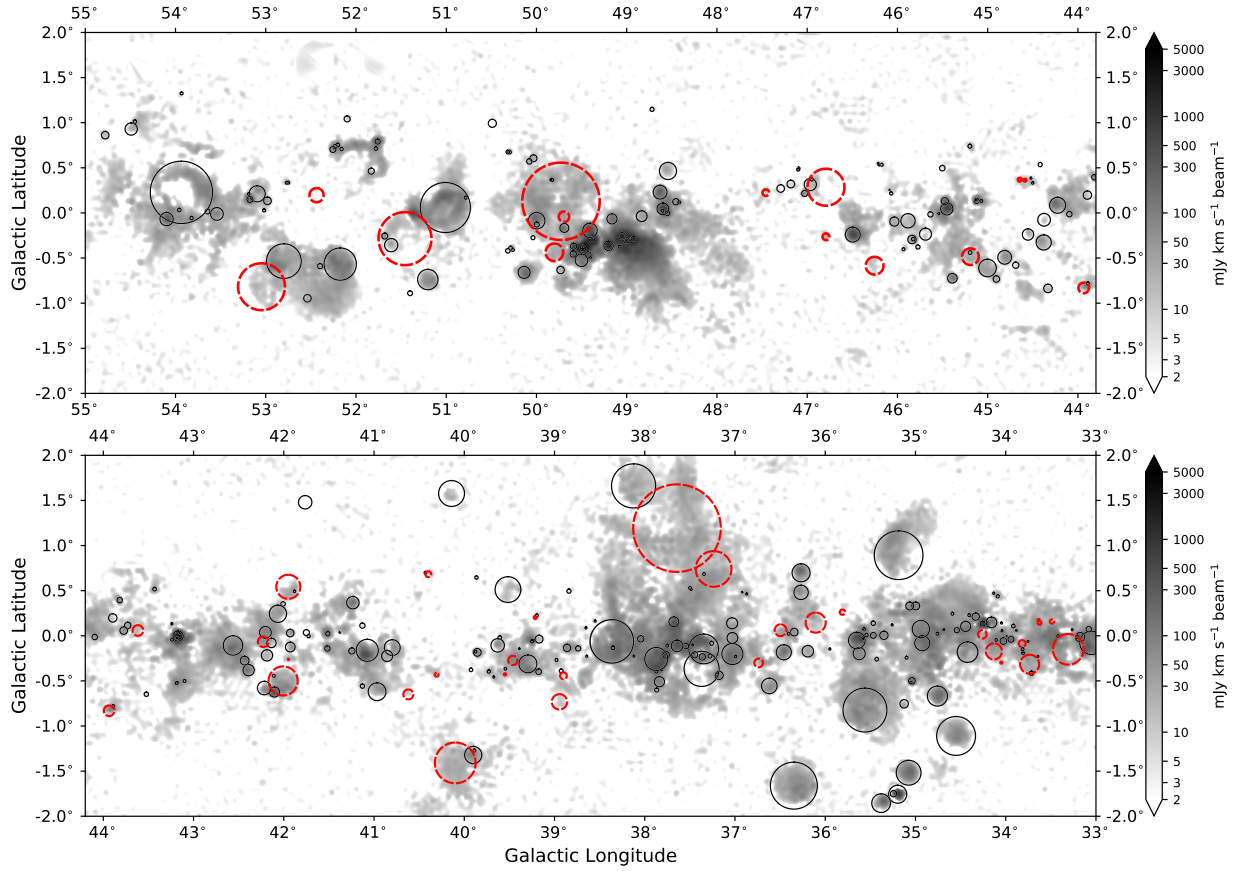 54° 53° 52° 51° 50° 49° 48° 47° 46° 45° 44°
2.0° 1.5° 1.0° 0.5° 0.0° -0.5° -1.0° -1.5° -2.0°
Galactic Latitude
2.0° 1.5° 1.0° 0.5° 0.0° -0.5° -1.0° -1.5° -2.0°
5000 3000 1000 500 300 100 50 30 10 5 3 2
mJy km s⁻¹ beam⁻¹
55° 54° 53° 52° 51° 50° 49° 48° 47° 46° 45° 44°
44° 43° 42° 41° 40° 39° 38° 37° 36° 35° 34° 33°
2.0° 1.5° 1.0° 0.5° 0.0° -0.5° -1.0° -1.5° -2.0°
Galactic Latitude
2.0° 1.5° 1.0° 0.5° 0.0° -0.5° -1.0° -1.5° -2.0°
5000 3000 1000 500 300 100 50 30 10 5 3 2
mJy km s⁻¹ beam⁻¹
44° 43° 42° 41° 40° 39° 38° 37° 36° 35° 34° 33°
Galactic Longitude